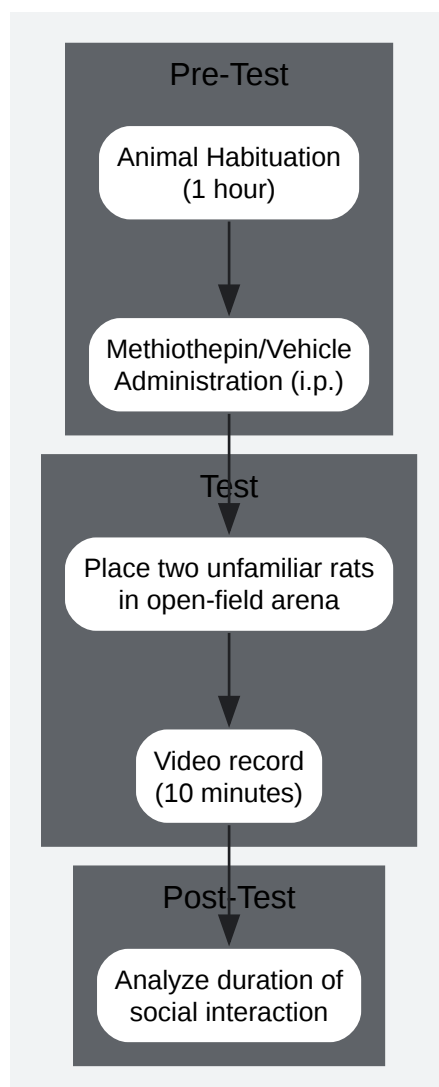 Pre-Test
Animal Habituation
(1 hour)
Methiothepin/Vehicle
Administration (i.p.)
Test
Place two unfamiliar rats
in open-field arena
Video record
(10 minutes)
Post-Test
Analyze duration of
social interaction